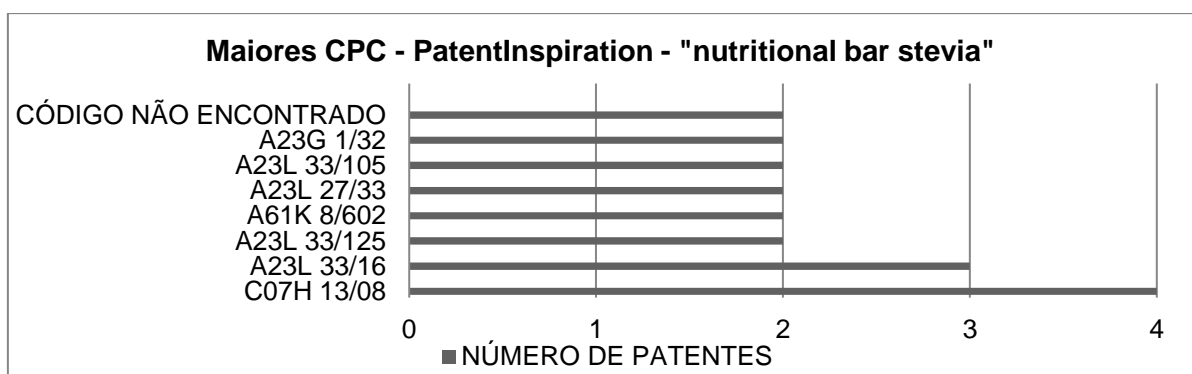 Maiores CPC - PatentInspiration - "nutritional bar stevia"
CÓDIGO NÃO ENCONTRADO
A23G 1/32
A23L 33/105
A23L 27/33
A61K 8/602
A23L 33/125
A23L 33/16
C07H 13/08
0 1 2 3 4
NÚMERO DE PATENTES